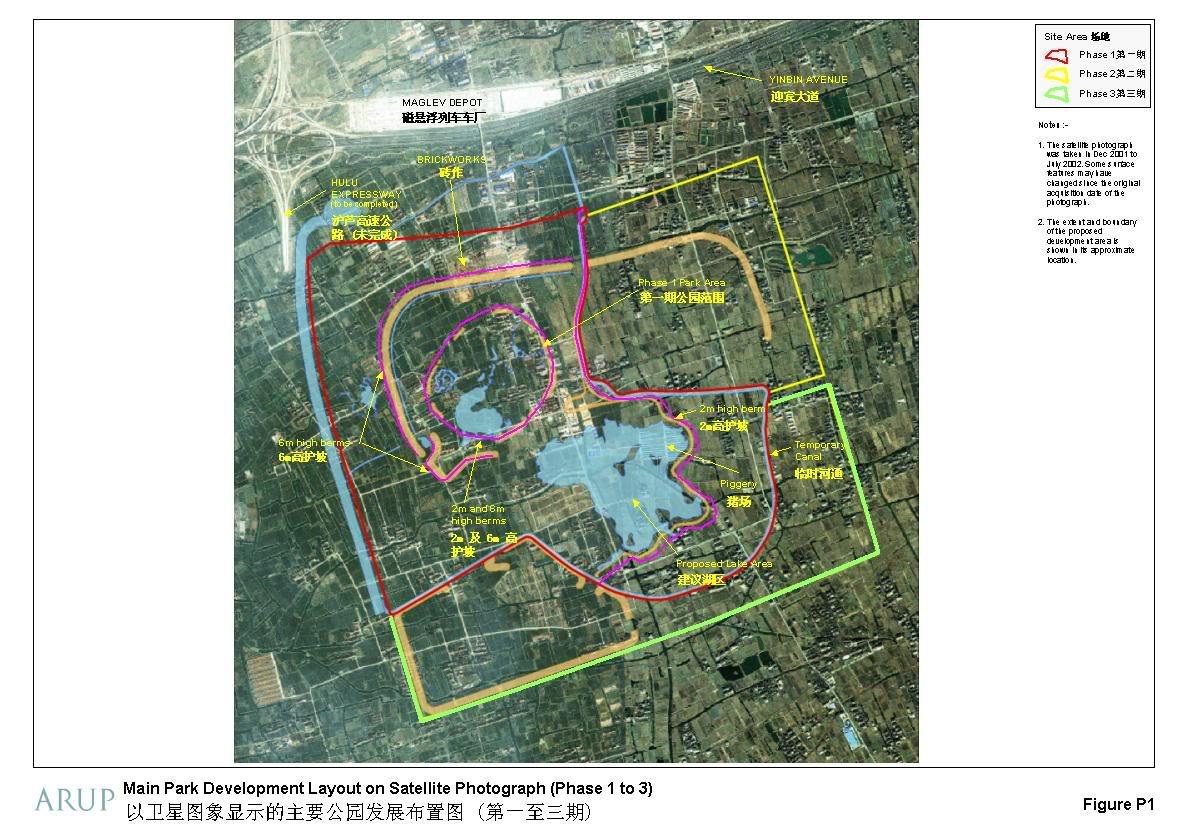 Site Area 场地
Phase 1第一期
Phase 2第二期
Phase 3第三期
Notes :-
1. The satellite photograph
was taken in Dec 2001 to
July 2002. Some surface
features may have
changed since the original
acquisition date of the
photograph.
2. The extent and boundary
of the proposed
development area is
shown in its approximate
location.
YINBIN AVENUE
迎宾大道
MAGLEV DEPOT
磁悬浮列车车厂
BRICKWORKS
砖作
HULU
EXPRESSWAY
(to be completed)
沪芦高速公
路 (未完成)
Phase 1 Park Area
第一期公园范围
2m high berm
2m高护坡
6m high berms
6m高护坡
Temporary
Canal
临时河道
Piggery
猪场
2m and 6m
high berms
2m 及 6m 高
护坡
Proposed Lake Area
建议湖区
ARUP
Main Park Development Layout on Satellite Photograph (Phase 1 to 3)
以卫星图象显示的主要公园发展布置图 (第一至三期)
Figure P1